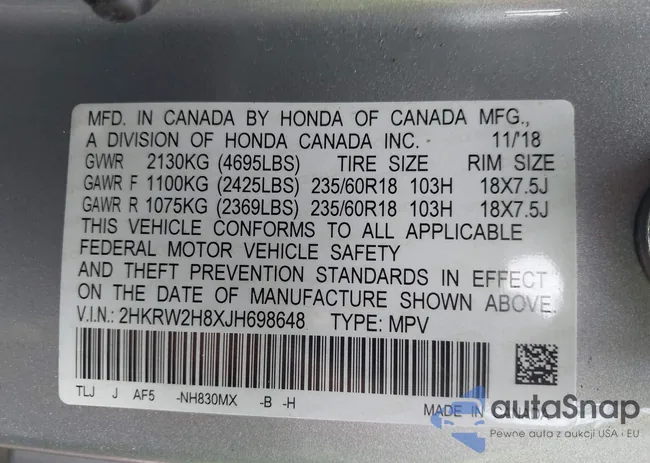 MFD. IN CANADA BY HONDA OF CANADA MFG.,
A DIVISION OF HONDA CANADA INC. 11/18
GVWR 2130KG (4695LBS) TIRE SIZE RIM SIZE
GAWR F 1100KG (2425LBS) 235/60R18 103H 18X7.5J
GAWR R 1075KG (2369LBS) 235/60R18 103H 18X7.5J
THIS VEHICLE CONFORMS TO ALL APPLICABLE
FEDERAL MOTOR VEHICLE SAFETY
AND THEFT PREVENTION STANDARDS IN EFFECT
ON THE DATE OF MANUFACTURE SHOWN ABOVE.
V.I.N.: 2HKRW2H8XJH698648 TYPE: MPV
TLJ J AF5 -NH830MX -B -H
MADE IN
autoSnap
Pewne auta z aukcji USA i EU